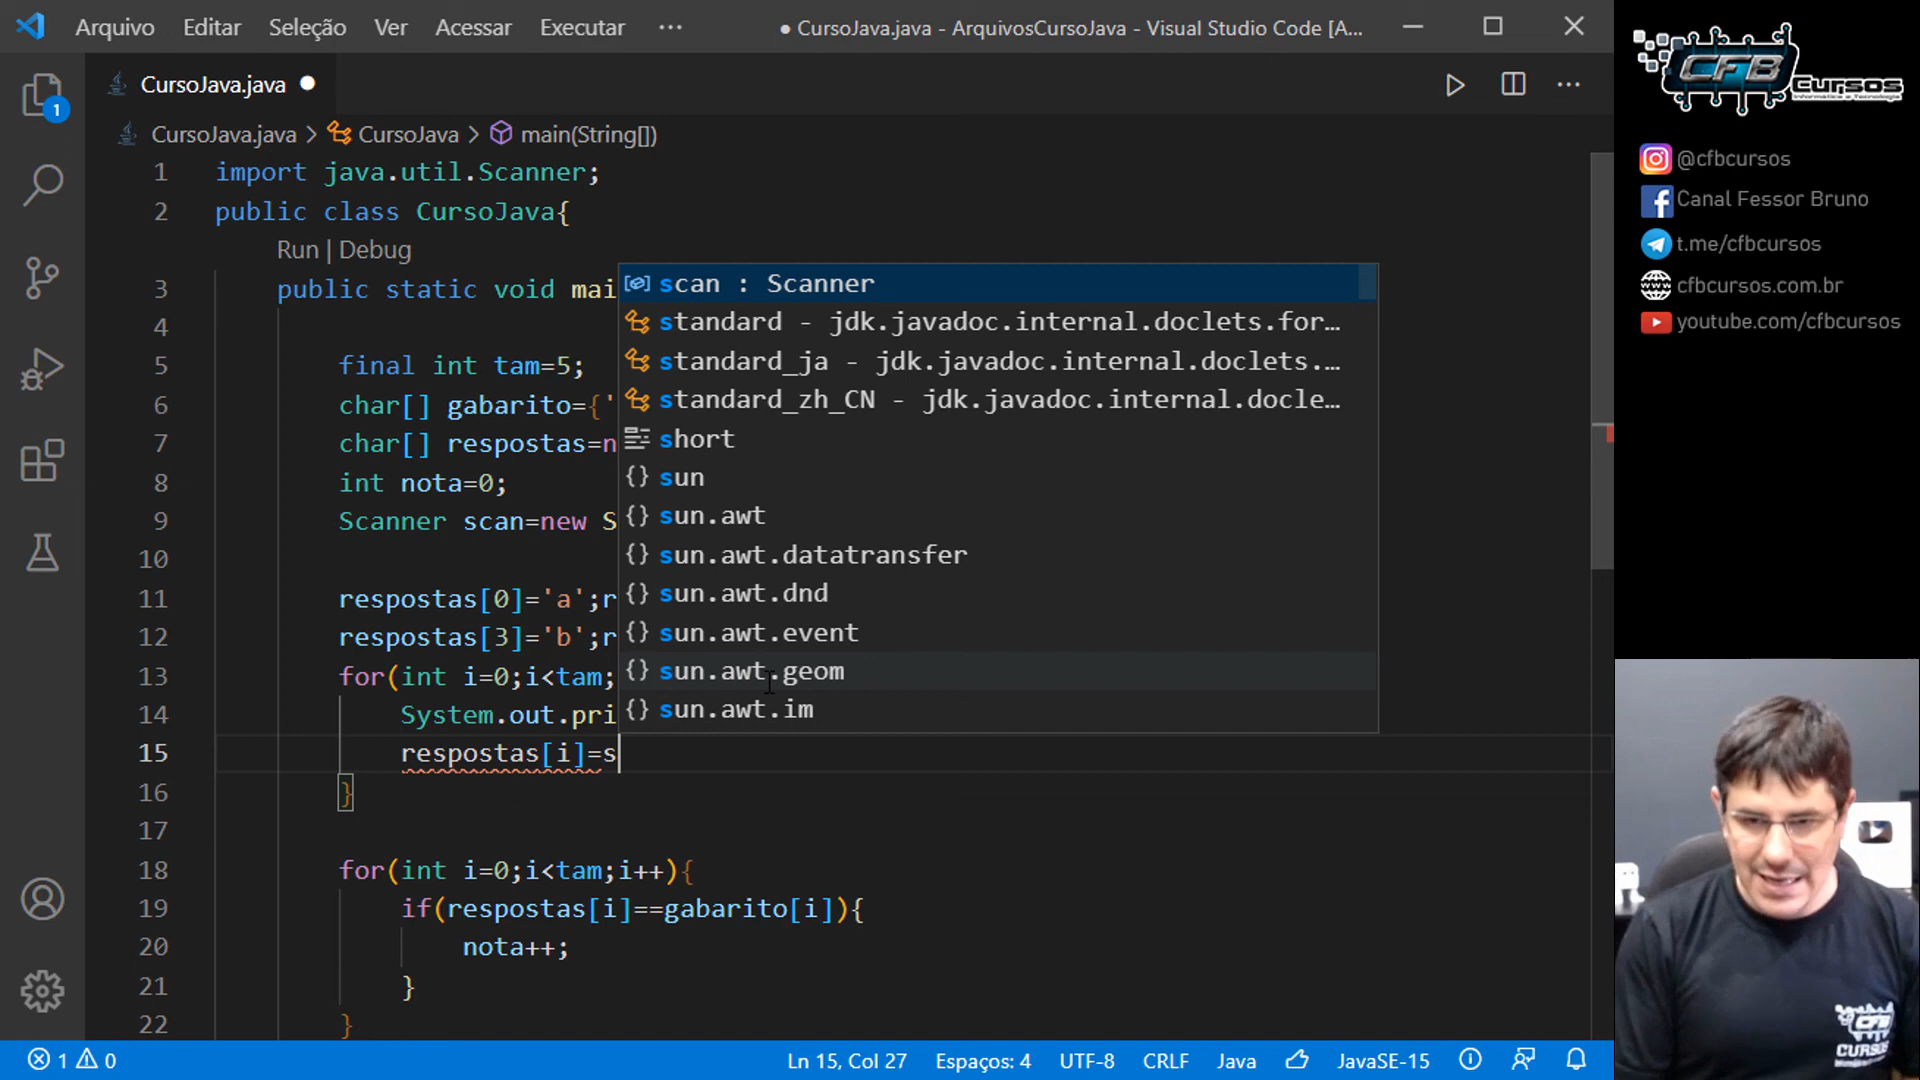 Arquivo Editar Seleção Ver Acessar Executar ··· ● CursoJava.java - ArquivosCursoJava - Visual Studio Code [A...
CursoJava.java ●
CursoJava.java > CursoJava > main(String[])
1 import java.util.Scanner;
2 public class CursoJava{
Run | Debug
3 public static void mai
4
5 final int tam=5;
6 char[] gabarito={'
7 char[] respostas=n
8 int nota=0;
9 Scanner scan=new S
10
11 respostas[0]='a';r
12 respostas[3]='b';r
13 for(int i=0;i<tam;
14 System.out.pri
15 respostas[i]=s
16 }
17
18 for(int i=0;i<tam;i++){
19 if(respostas[i]==gabarito[i]){
20 nota++;
21 }
22 }
scan : Scanner
standard - jdk.javadoc.internal.doclets.for...
standard_ja - jdk.javadoc.internal.doclets....
standard_zh_CN - jdk.javadoc.internal.docle...
short
{} sun
{} sun.awt
{} sun.awt.datatransfer
{} sun.awt.dnd
{} sun.awt.event
{} sun.awt.geom
{} sun.awt.im
1
1 0 Ln 15, Col 27 Espaços: 4 UTF-8 CRLF Java JavaSE-15
CFB Cursos
@cfbcursos
Canal Fessor Bruno
t.me/cfbcursos
cfbcursos.com.br
youtube.com/cfbcursos
CFB
CURSOS